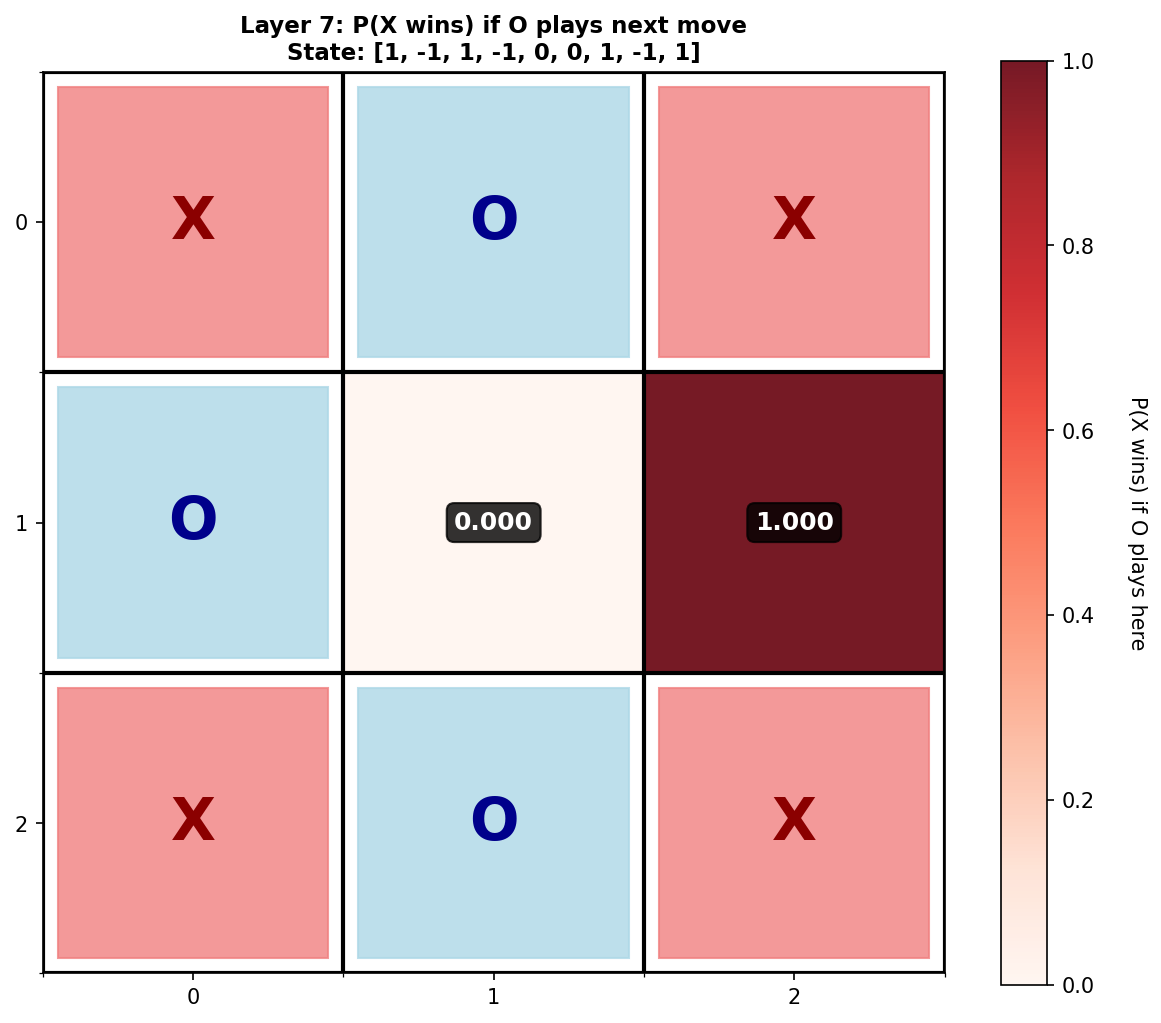 Layer 7: P(X wins) if O plays next move
State: [1, -1, 1, -1, 0, 0, 1, -1, 1]
0
X
O
X
1
O
0.000
1.000
2
X
O
X
0
1
2
1.0
0.8
0.6
0.4
0.2
0.0
P(X wins) if O plays here